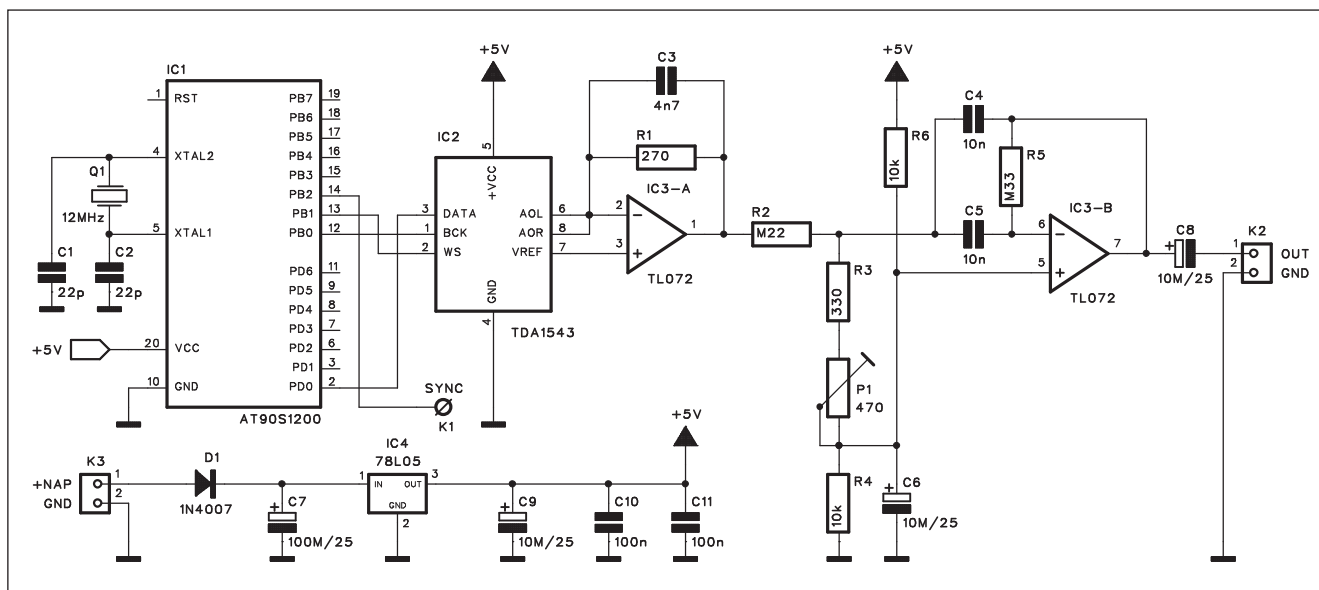 IC1
1 RST
PB7 19
PB6 18
PB5 17
4 XTAL2
PB4 16
PB3 15
PB2 14
PB1 13
5 XTAL1
PB0 12
PD6 11
PD5 9
PD4 8
PD3 7
20 VCC
PD2 6
PD1 3
10 GND
PD0 2
AT90S1200
Q1
12MHz
C1
22p
C2
22p
+5V
SYNC
K1
+5V
IC2
5
+VCC
3 DATA
1 BCK
2 WS
AOL 6
AOR 8
VREF 7
GND
4
TDA1543
C3
4n7
R1
270
IC3-A
2
3
1
TL072
R2
M22
+5V
R6
10k
R3
330
P1
470
R4
10k
C6
+
10M/25
C4
10n
R5
M33
C5
10n
IC3-B
6
5
7
TL072
C8
+
10M/25
K2
1 OUT
2 GND
K3
+NAP 1
GND 2
D1
1N4007
C7
+
100M/25
IC4
78L05
1 IN OUT 3
GND
2
C9
+
10M/25
C10
100n
+5V
C11
100n